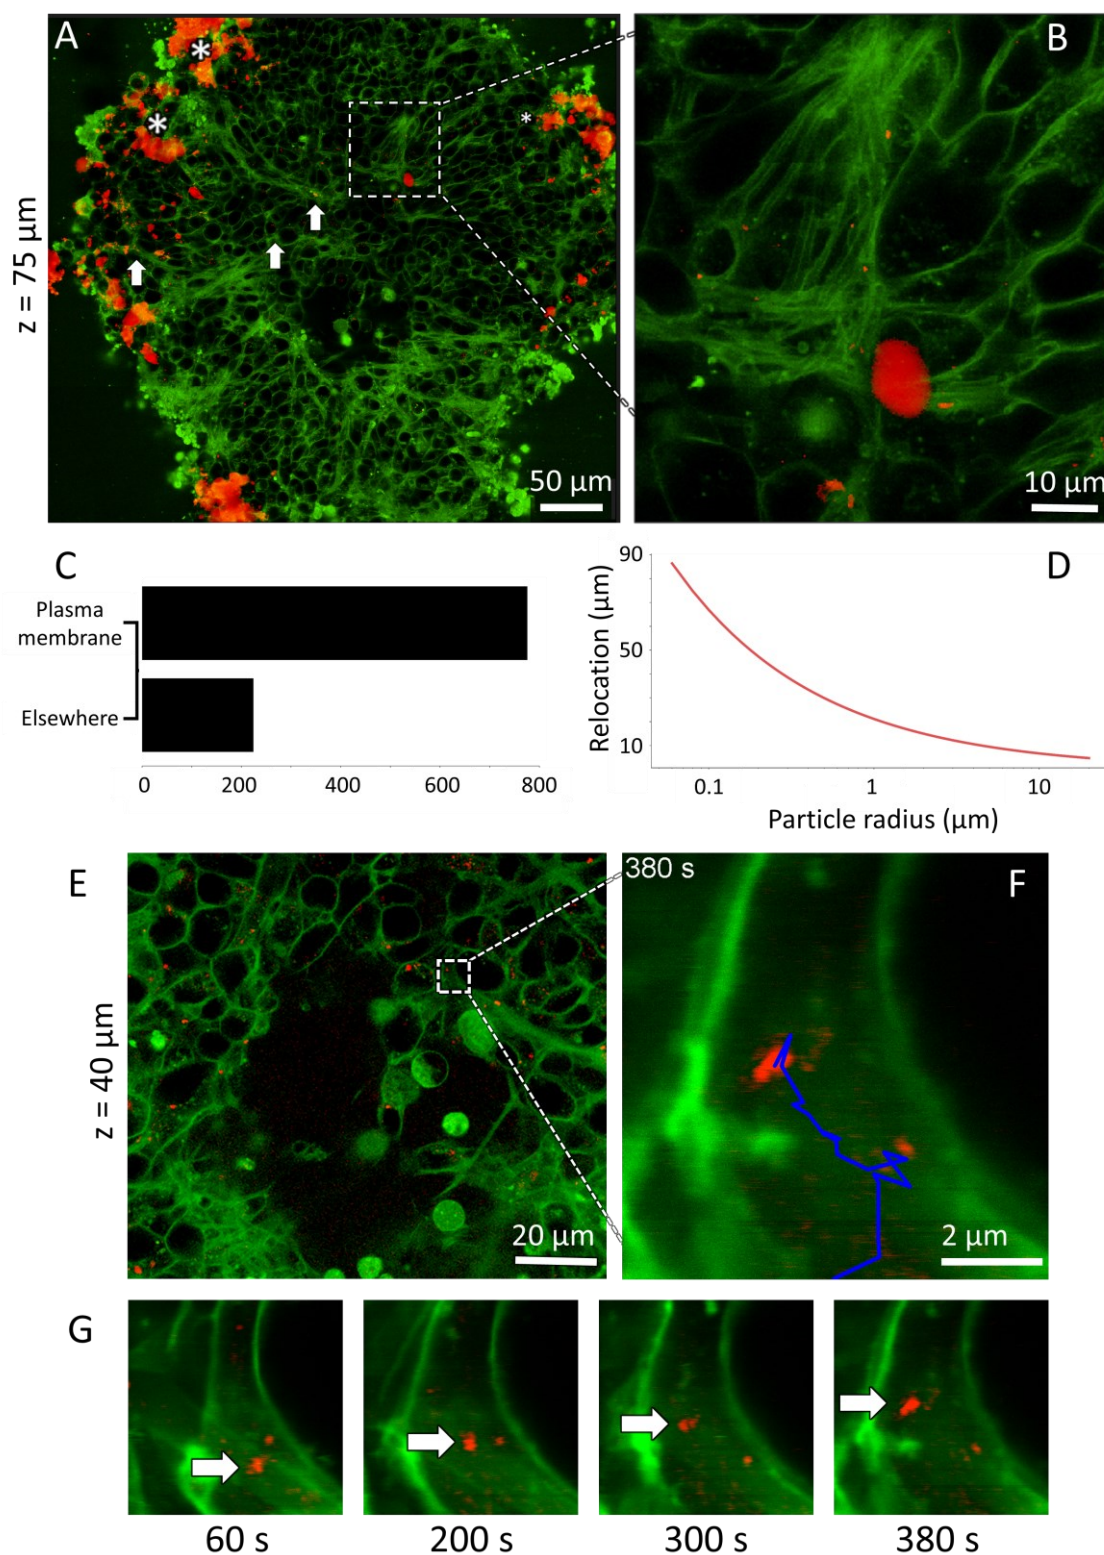 A
*
*
*
z = 75 µm
50 µm
B
10 µm
C
Plasma
membrane
Elsewhere
0
200
400
600
800
D
Relocation (µm)
90
50
10
0.1
1
10
Particle radius (µm)
E
z = 40 µm
20 µm
380 s
F
2 µm
G
60 s
200 s
300 s
380 s